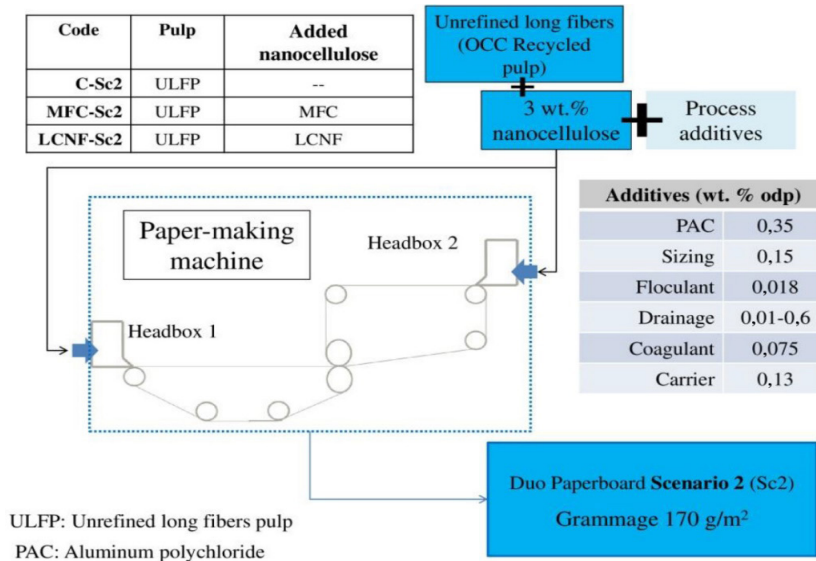 Code Pulp Added nanocellulose
C-Sc2 ULFP --
MFC-Sc2 ULFP MFC
LCNF-Sc2 ULFP LCNF
Unrefined long fibers
(OCC Recycled
pulp)
+
3 wt.%
nanocellulose
+
Process
additives
Paper-making
machine
Headbox 1
Headbox 2
Additives (wt. % odp)
PAC 0,35
Sizing 0,15
Floculant 0,018
Drainage 0,01-0,6
Coagulant 0,075
Carrier 0,13
Duo Paperboard Scenario 2 (Sc2)
Grammage 170 g/m²
ULFP: Unrefined long fibers pulp
PAC: Aluminum polychloride